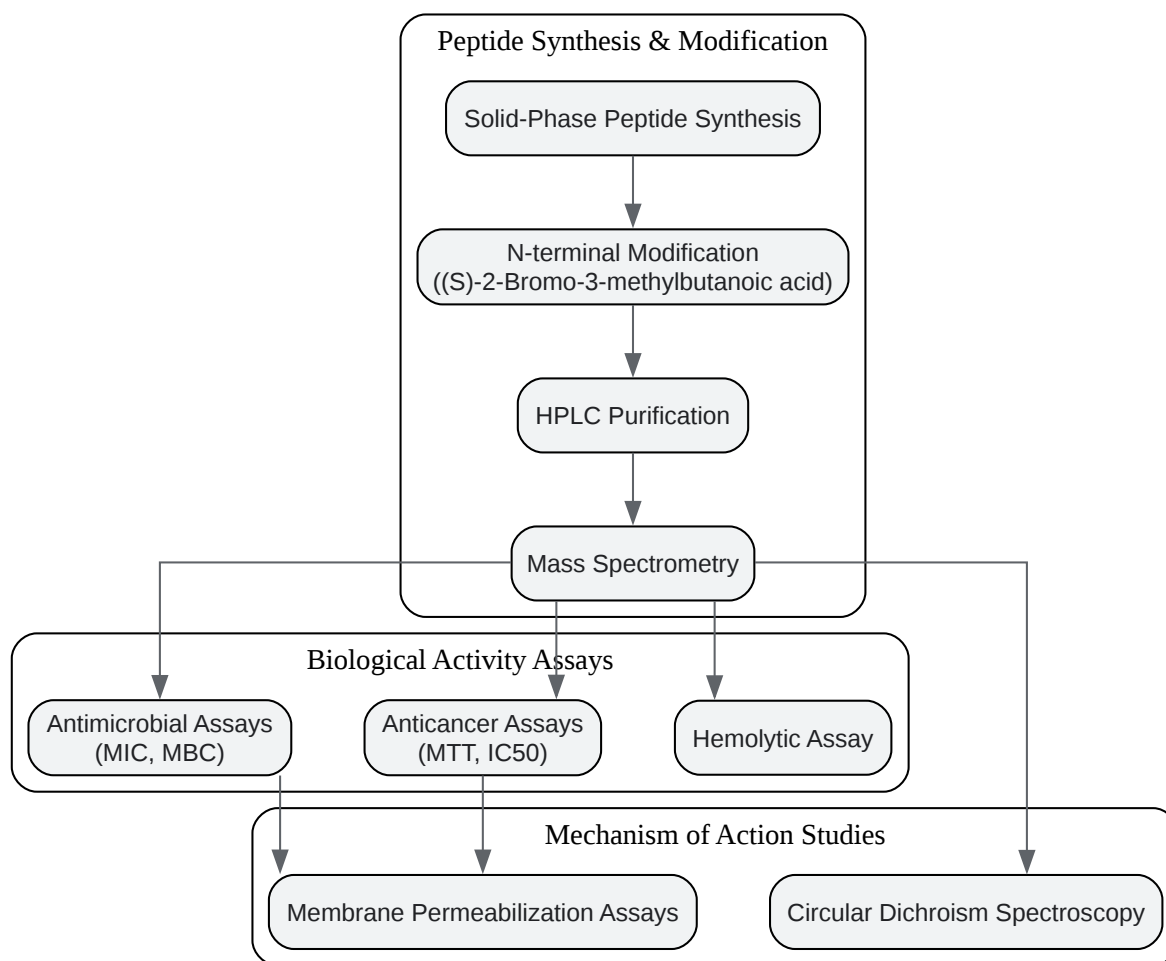 Peptide Synthesis & Modification
Solid-Phase Peptide Synthesis
N-terminal Modification
((S)-2-Bromo-3-methylbutanoic acid)
HPLC Purification
Mass Spectrometry
Biological Activity Assays
Antimicrobial Assays
(MIC, MBC)
Anticancer Assays
(MTT, IC50)
Hemolytic Assay
Mechanism of Action Studies
Membrane Permeabilization Assays
Circular Dichroism Spectroscopy